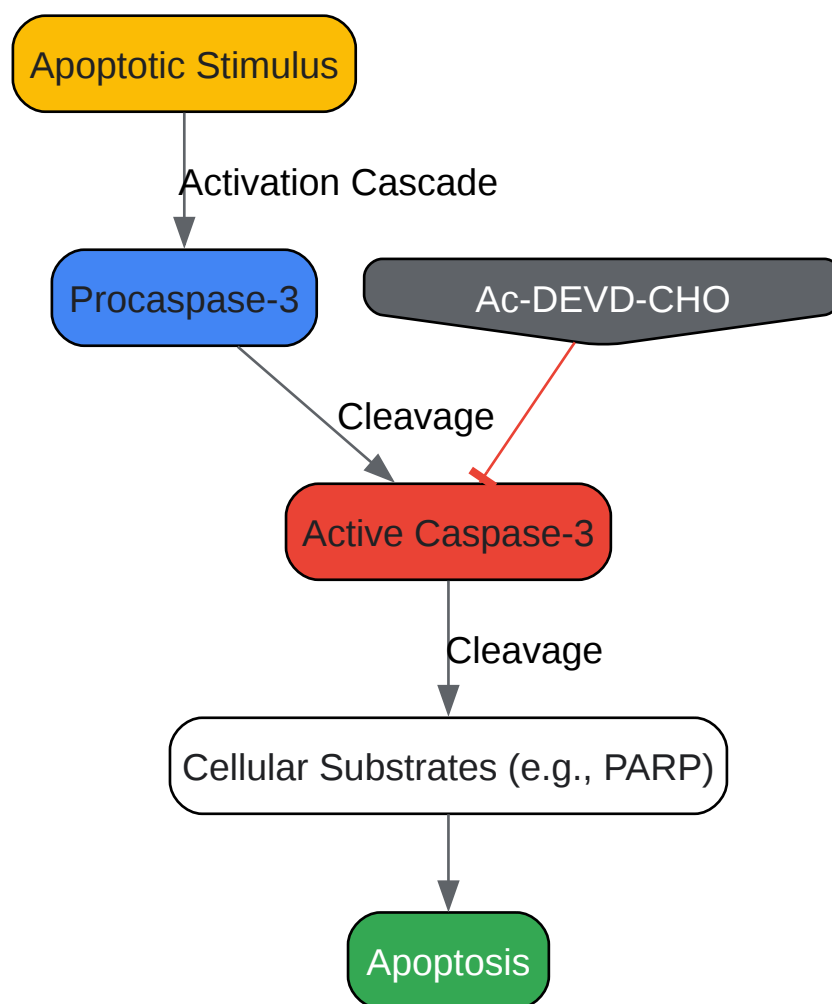 Apoptotic Stimulus
Activation Cascade
Procaspase-3
Ac-DEVD-CHO
Cleavage
Active Caspase-3
Cleavage
Cellular Substrates (e.g., PARP)
Apoptosis